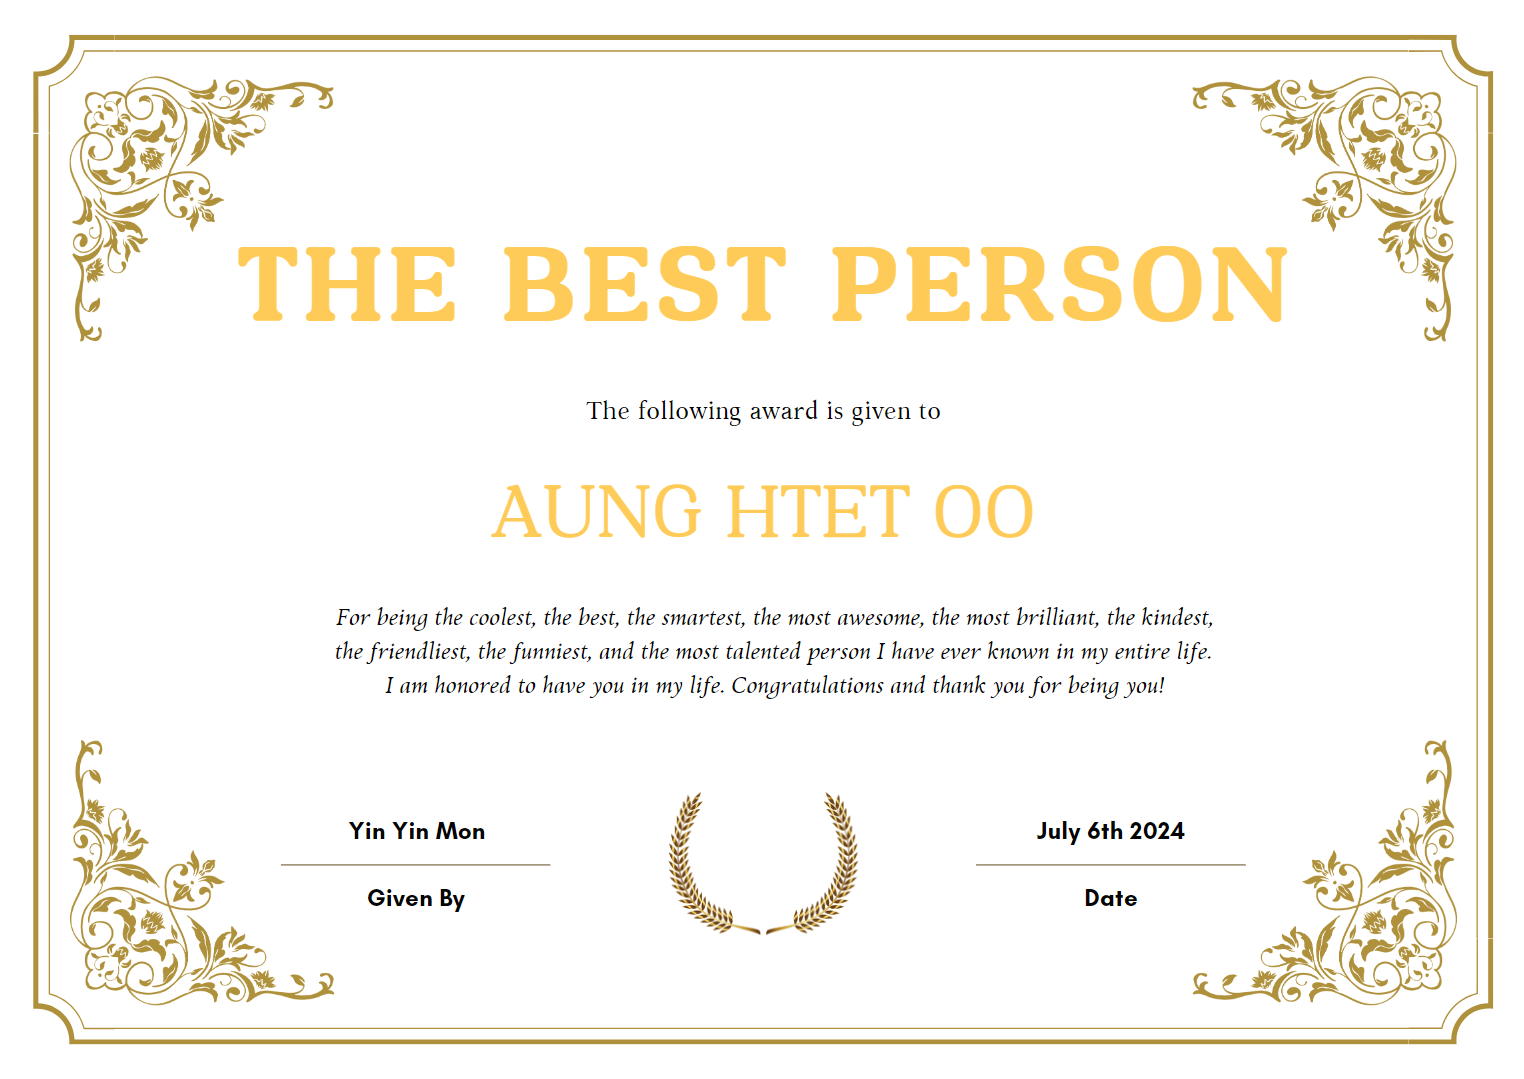 THE BEST PERSON
The following award is given to
AUNG HTET OO
For being the coolest, the best, the smartest, the most awesome, the most brilliant, the kindest,
the friendliest, the funniest, and the most talented person I have ever known in my entire life.
I am honored to have you in my life. Congratulations and thank you for being you!
Yin Yin Mon
Given By
July 6th 2024
Date